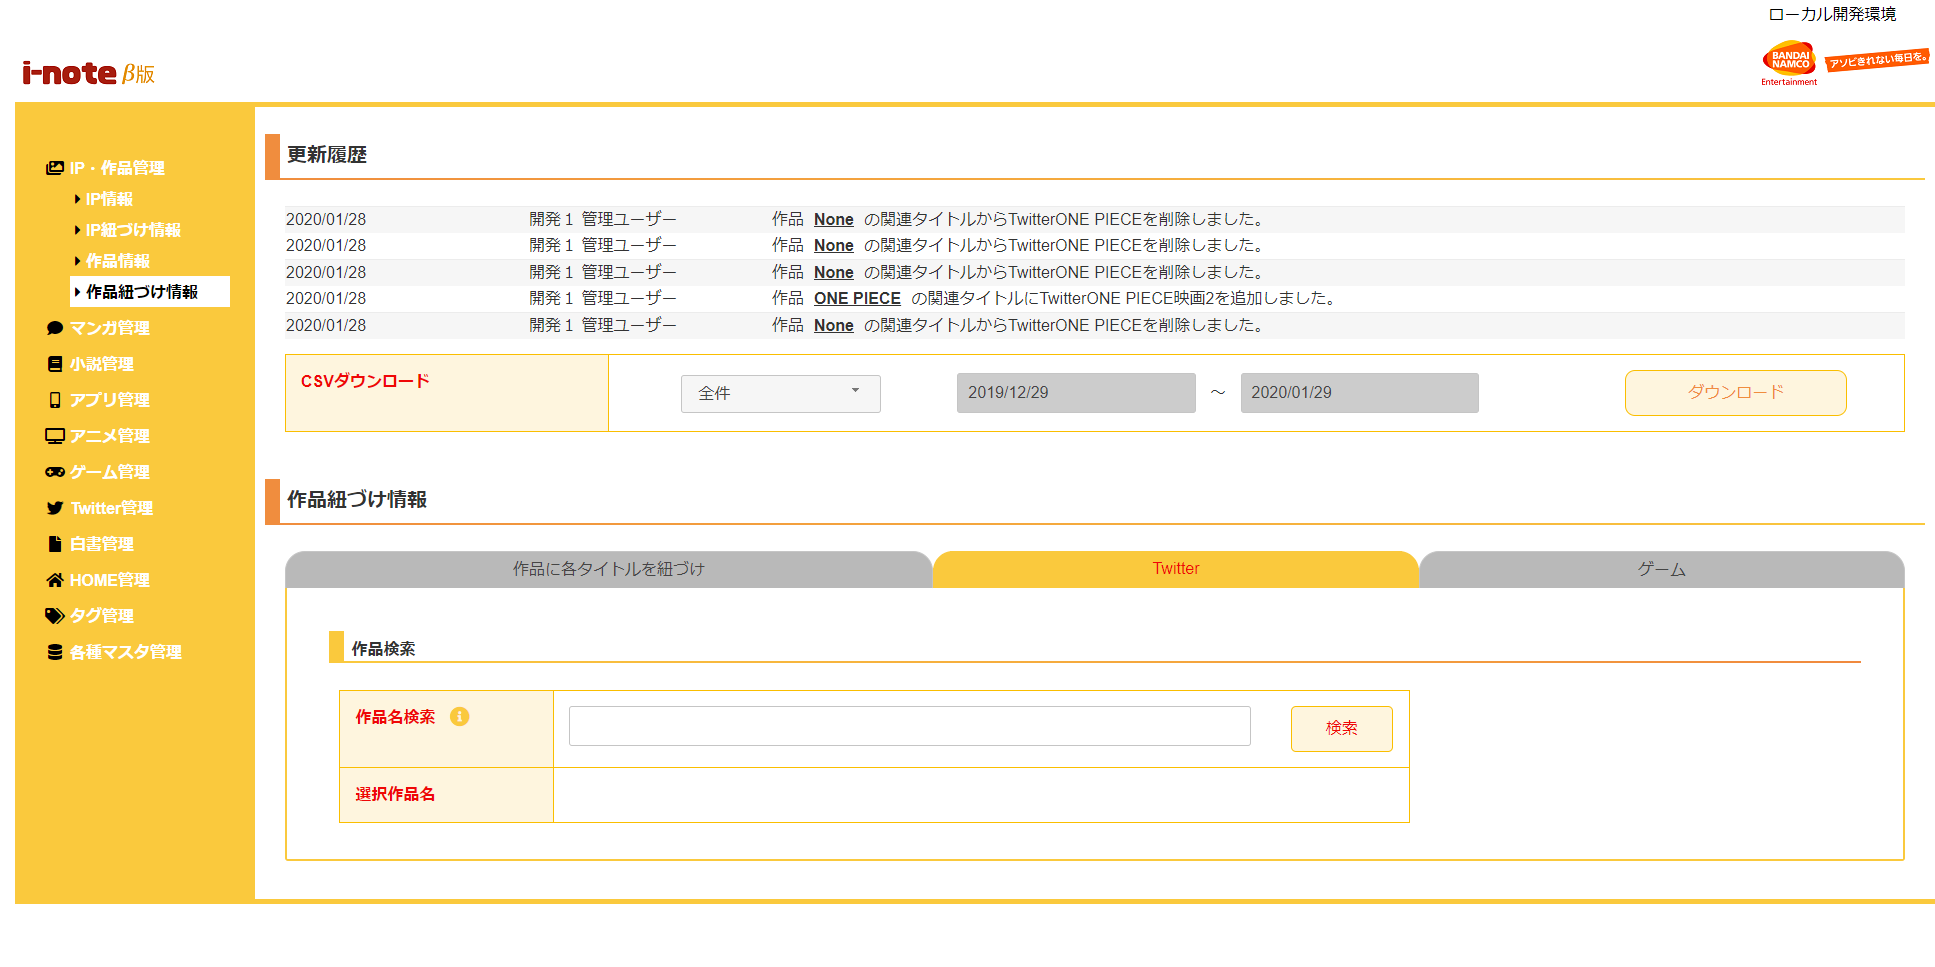 ローカル開発環境
i-note β版
BANDAI
NAMCO
Entertainment
アソビきれない毎日を。
IP・作品管理
IP情報
IP紐づけ情報
作品情報
作品紐づけ情報
マンガ管理
小説管理
アプリ管理
アニメ管理
ゲーム管理
Twitter管理
白書管理
HOME管理
タグ管理
各種マスタ管理
更新履歴
2020/01/28 開発１ 管理ユーザー 作品 None の関連タイトルからTwitterONE PIECEを削除しました。
2020/01/28 開発１ 管理ユーザー 作品 None の関連タイトルからTwitterONE PIECEを削除しました。
2020/01/28 開発１ 管理ユーザー 作品 None の関連タイトルからTwitterONE PIECEを削除しました。
2020/01/28 開発１ 管理ユーザー 作品 ONE PIECE の関連タイトルにTwitterONE PIECE映画2を追加しました。
2020/01/28 開発１ 管理ユーザー 作品 None の関連タイトルからTwitterONE PIECEを削除しました。
CSVダウンロード 全件 2019/12/29 ～ 2020/01/29 ダウンロード
作品紐づけ情報
作品に各タイトルを紐づけ Twitter ゲーム
作品検索
作品名検索 検索
選択作品名